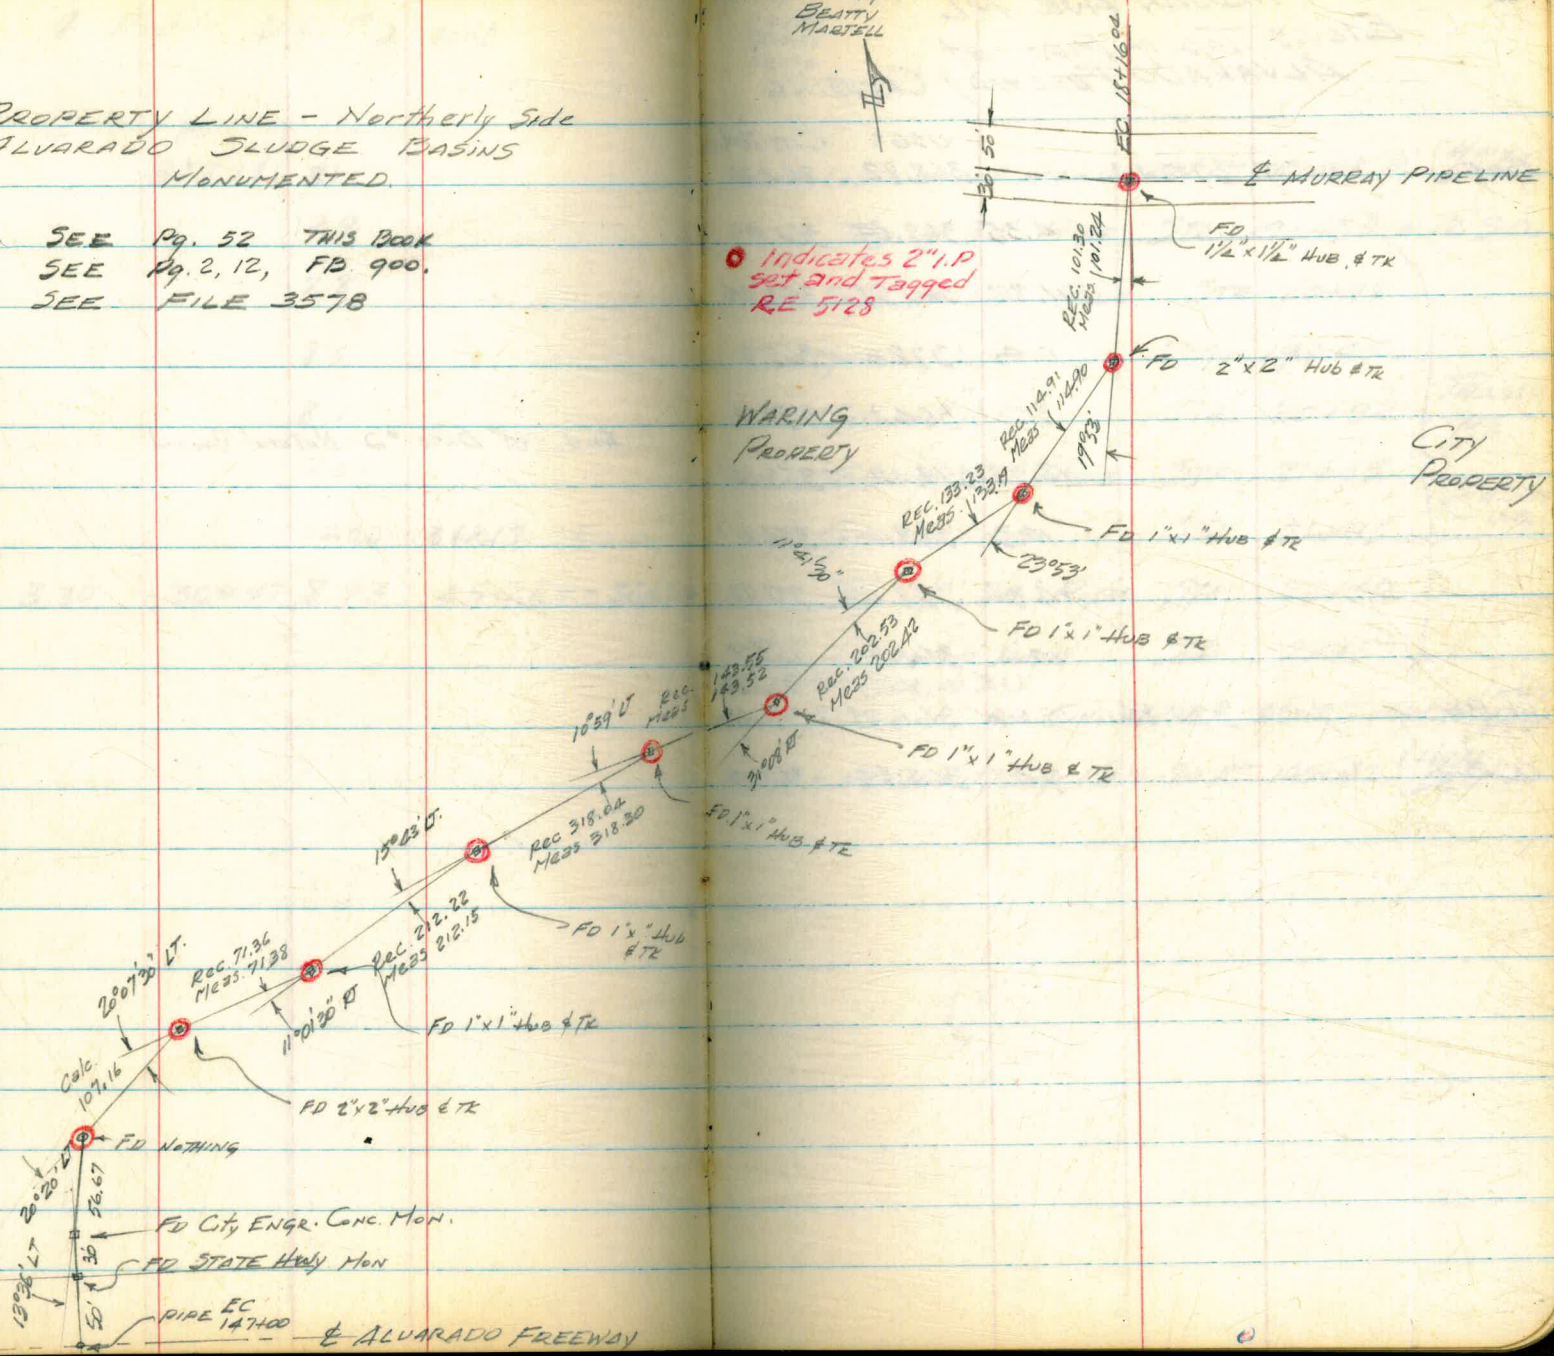 PROPERTY LINE - Northerly Side
ALVARADO SLUDGE BASINS
MONUMENTED.
SEE Pg. 52 THIS BOOK
SEE Pg. 2, 12, FB 900.
SEE FILE 3578
BEATTY
MARTELL
Indicates 2" I.P
set and Tagged
RE 5128
50'
30'
18+16.04
℄ MURRAY PIPELINE
FD.
1½" x 1½" HUB & TK
REC. 101.30
Meas. 101.24
FD 2" x 2" Hub & TK
REC. 114.91
Meas 114.90
19°33'
WARING
PROPERTY
CITY
PROPERTY
REC. 133.23
Meas. 133.19
FD 1" x 1" HUB & TK
23°53'
FD 1" x 1" HUB & TK
Rec. 202.53
Meas 202.42
Rec. 143.55
Meas 143.52
10°59' LT
31°08' RT
FD 1" x 1" HUB & TK
Rec 318.04
Meas 318.30
FD. 1" x 1" HUB & TK
15°43' LT.
Rec. 212.22
Meas 212.15
FD 1" x " Hub
& TK
20°07'30" LT.
Rec. 71.36
Meas. 71.38
11°01'30" RT
FD 1" x 1" HUB & TK
Calc.
107.16
FD 2" x 2" HUB & TK
FD NOTHING
20°20' LT
56.67
FD City ENGR. CONC. MON.
30'
FD STATE HWY MON
13°36' LT
50'
PIPE EC
147+00
℄ ALVARADO FREEWAY